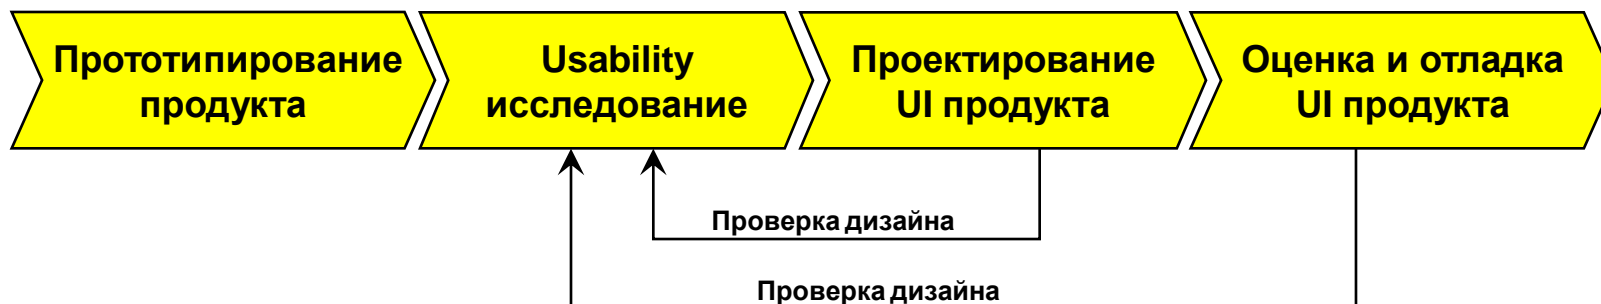 Прототипирование
продукта
Usability
исследование
Проектирование
UI продукта
Оценка и отладка
UI продукта
Проверка дизайна
Проверка дизайна